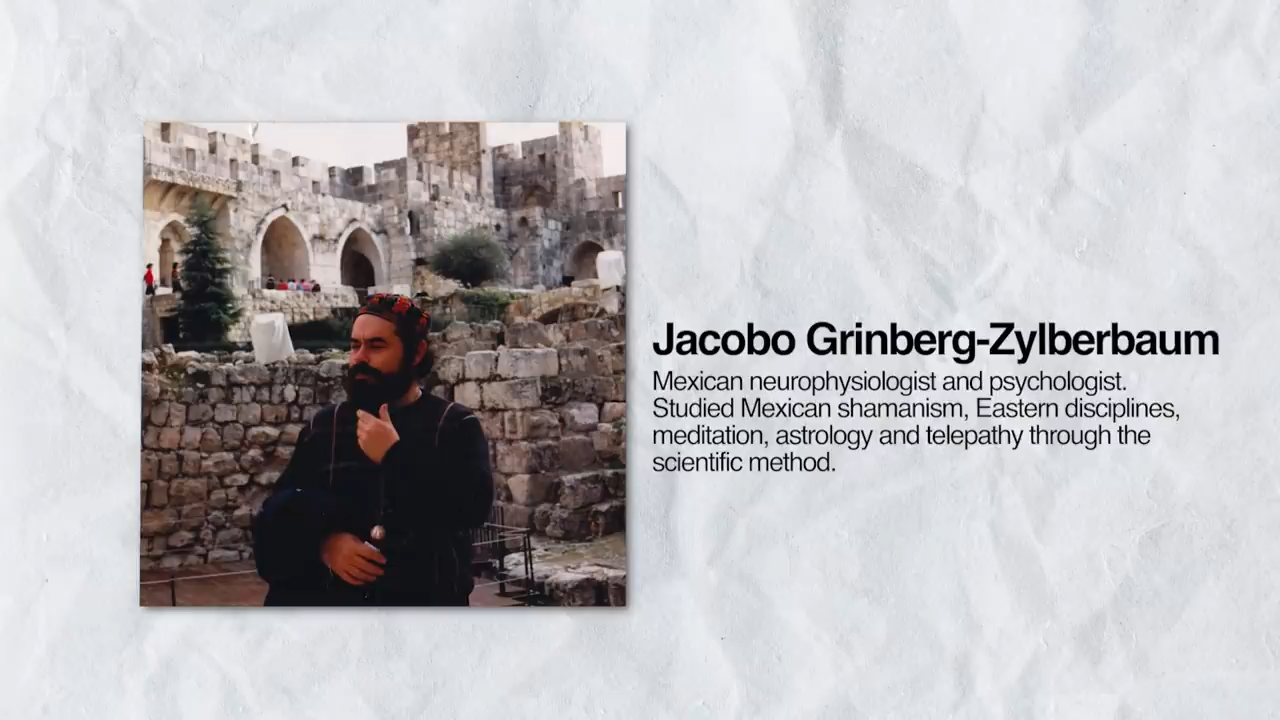 Jacobo Grinberg-Zylberbaum
Mexican neurophysiologist and psychologist.
Studied Mexican shamanism, Eastern disciplines,
meditation, astrology and telepathy through the
scientific method.